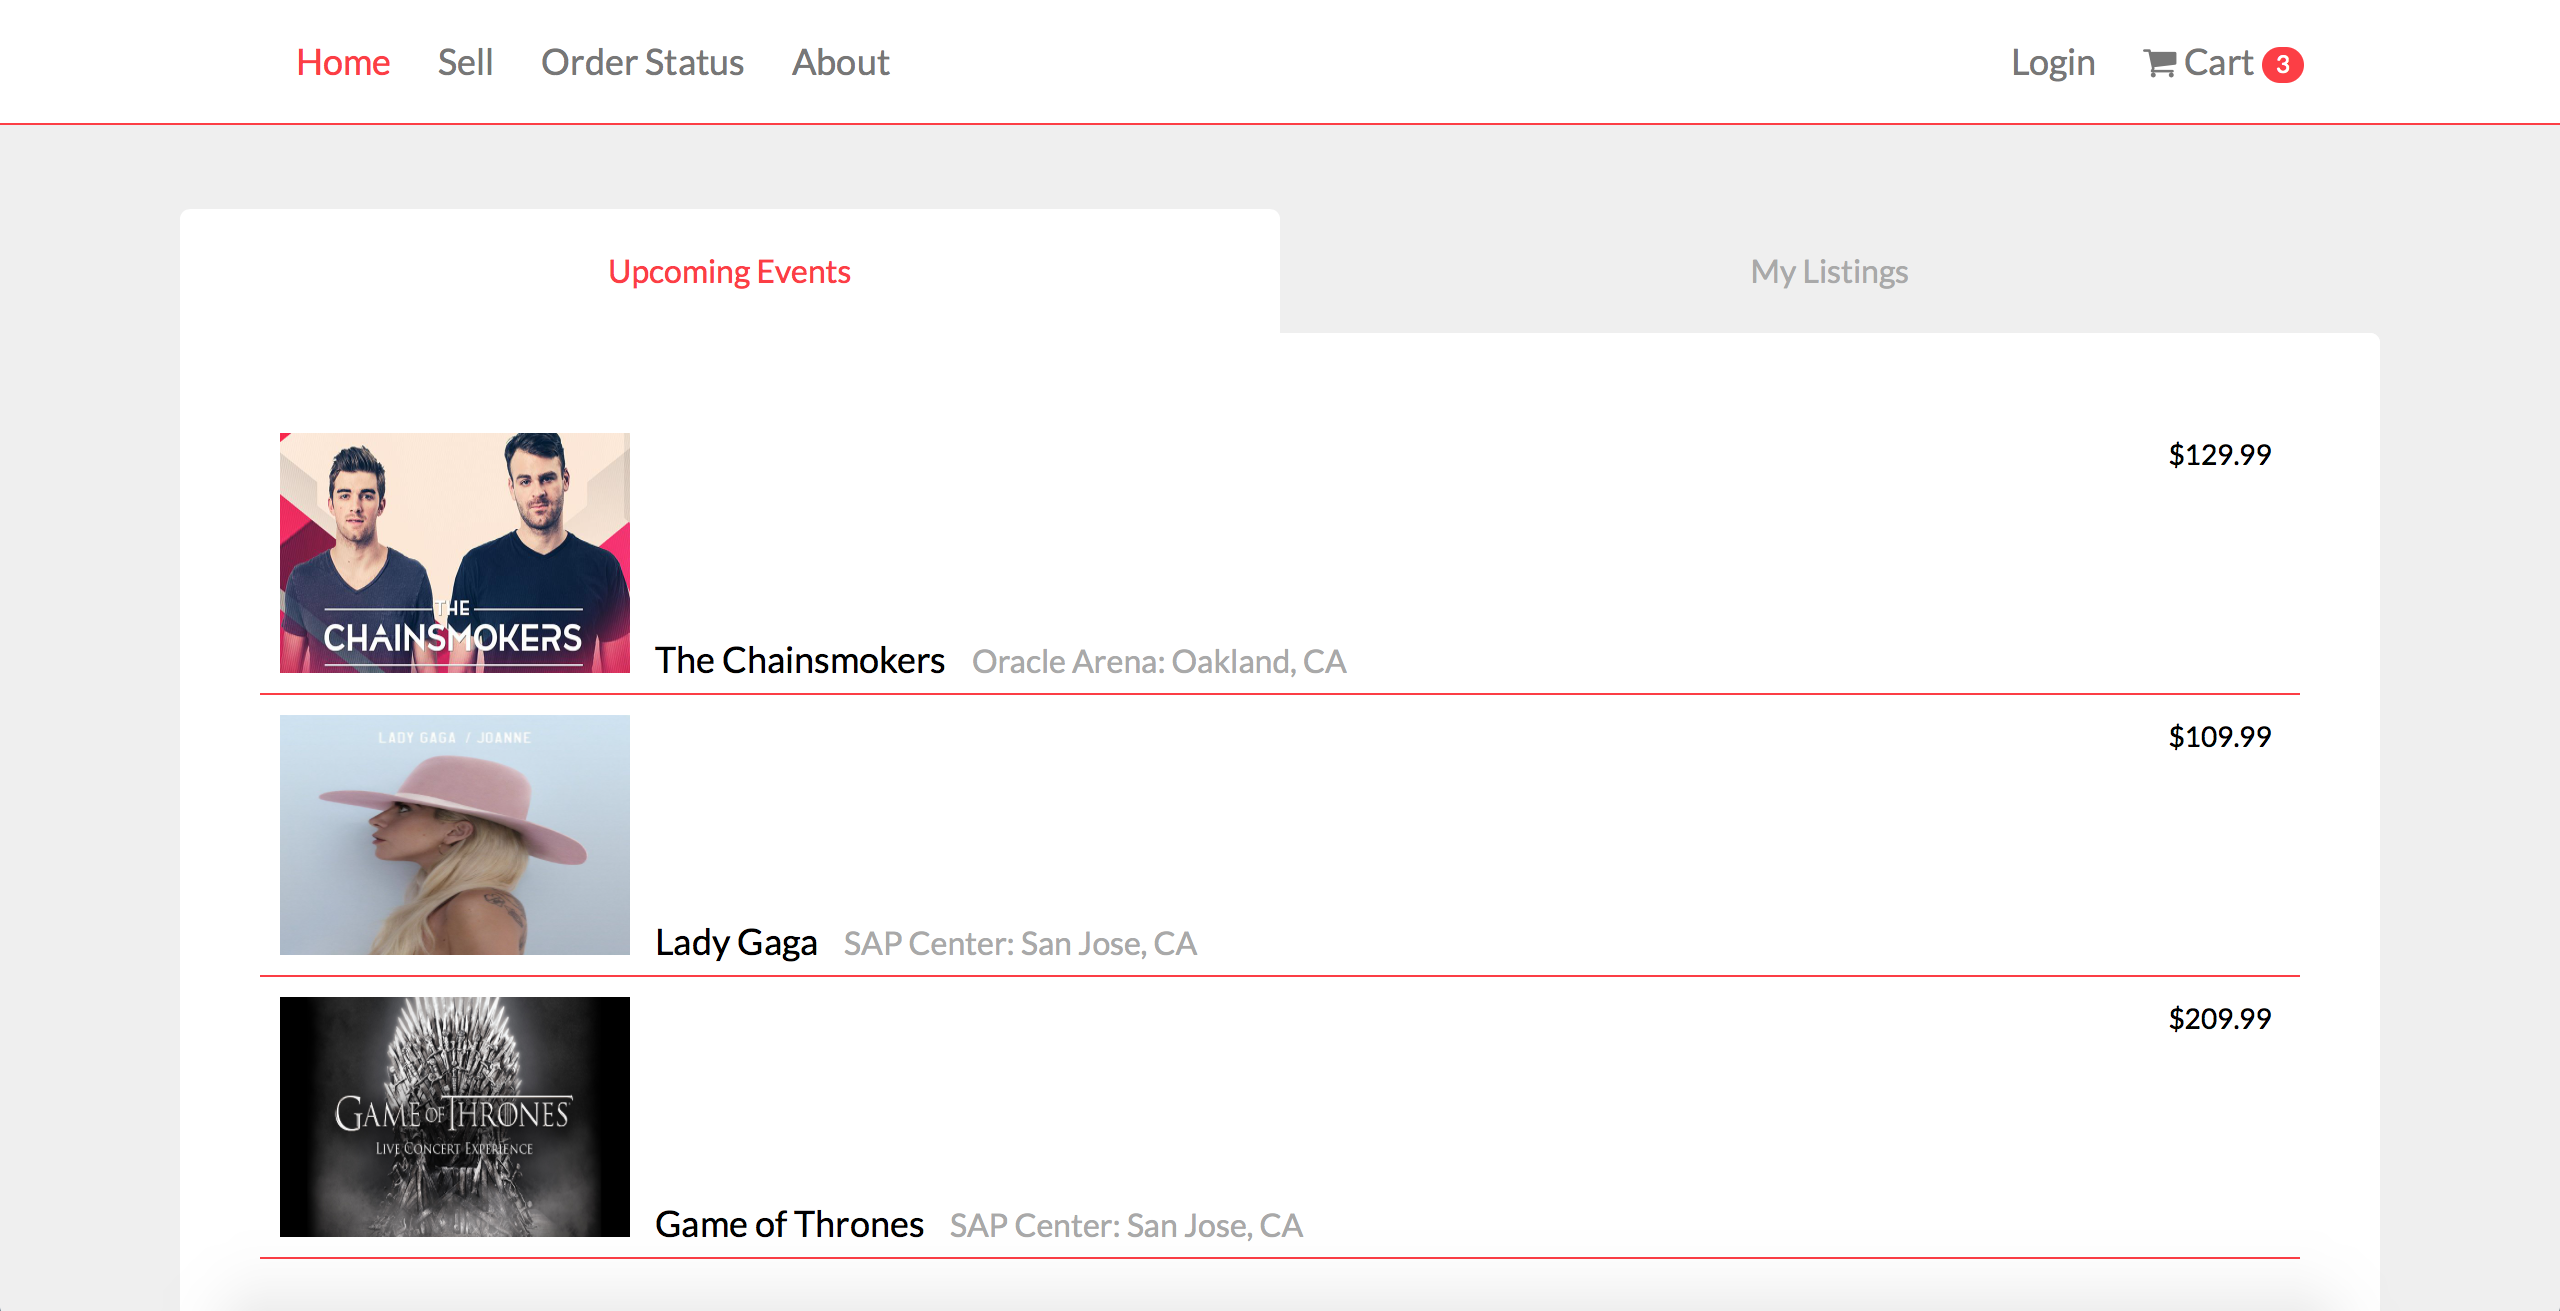 Home Sell Order Status About Login Cart 3
Upcoming Events My Listings
$129.99
THE
CHAINSMOKERS
The Chainsmokers Oracle Arena: Oakland, CA
LADY GAGA / JOANNE
$109.99
Lady Gaga SAP Center: San Jose, CA
$209.99
GAME OF THRONES
LIVE CONCERT EXPERIENCE
Game of Thrones SAP Center: San Jose, CA